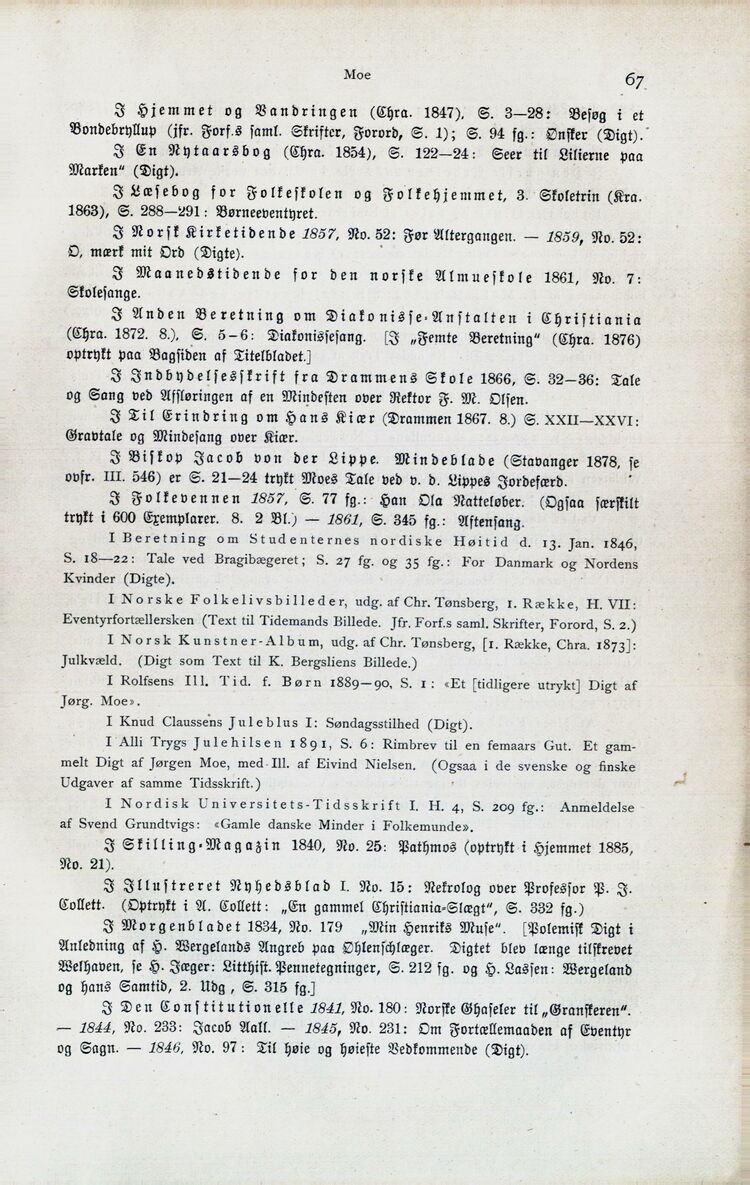 Moe
67
I Hjemmet og Vandringen (Chra. 1847), S. 3—28: Besøg i et
Bondebryllup (jfr. Forf.s saml. Skrifter, Forord, S. 1); S. 94 fg.: Ønsker (Digt).
I En Nytaarsbog (Chra. 1854), S. 122—24: Seer til Lilierne paa
Marken“ (Digt).
I Læsebog for Folkeskolen og Folkehjemmet, 3. Skoletrin (Kra.
1863), S. 288—291: Børneeventyret.
I Norsk Kirketidende 1857, No. 52: Før Altergangen. — 1859, No. 52:
O, mærk mit Ord (Digte).
I Maanedstidende for den norske Almueskole 1861, No. 7:
Skolesange.
I Anden Beretning om Diakonisse-Anstalten i Christiania
(Chra. 1872. 8.), S. 5–6: Diakonissesang. [I „Femte Beretning“ (Chra. 1876)
optrykt paa Bagsiden af Titelbladet.]
I Indbydelsesskrift fra Drammens Skole 1866, S. 32—36: Tale
og Sang ved Afsløringen af en Mindesten over Rektor F. M. Olsen.
I Til Erindring om Hans Kiær (Drammen 1867. 8.) S. XXII—XXVI:
Gravtale og Mindesang over Kiær.
I Biskop Jacob von der Lippe. Mindeblade (Stavanger 1878, se
ovfr. III. 546) er S. 21—24 trykt Moes Tale ved v. d. Lippes Jordefærd.
I Folkevennen 1857, S. 77 fg.: Han Ola Natteløber. (Ogsaa særskilt
trykt i 600 Exemplarer. 8. 2 Bl.) — 1861, S. 345 fg.: Aftensang.
I Beretning om Studenternes nordiske Høitid d. 13. Jan. 1846,
S. 18—22: Tale ved Bragibægeret; S. 27 fg. og 35 fg.: For Danmark og Nordens
Kvinder (Digte).
I Norske Folkelivsbilleder, udg. af Chr. Tønsberg, 1. Række, H. VII:
Eventyrfortællersken (Text til Tidemands Billede. Jfr. Forf.s saml. Skrifter, Forord, S. 2.)
I Norsk Kunstner-Album, udg. af Chr. Tønsberg, [1. Række, Chra. 1873]:
Julkvæld. (Digt som Text til K. Bergsliens Billede.)
I Rolfsens Ill. Tid. f. Børn 1889—90, S. 1: «Et [tidligere utrykt] Digt af
Jørg. Moe».
I Knud Claussens Juleblus I: Søndagsstilhed (Digt).
I Alli Trygs Julehilsen 1891, S. 6: Rimbrev til en femaars Gut. Et gam-
melt Digt af Jørgen Moe, med Ill. af Eivind Nielsen. (Ogsaa i de svenske og finske
Udgaver af samme Tidsskrift.)
I Nordisk Universitets-Tidsskrift I. H. 4, S. 209 fg.: Anmeldelse
af Svend Grundtvigs: «Gamle danske Minder i Folkemunde».
I Skilling-Magazin 1840, No. 25: Pathmos (optrykt i Hjemmet 1885,
No. 21).
I Illustreret Nyhedsblad I. No. 15: Nekrolog over Professor P. J.
Collett. (Optrykt i A. Collett: „En gammel Christiania-Slægt“, S. 332 fg.)
I Morgenbladet 1834, No. 179 „Min Henriks Muse“. [Polemisk Digt i
Anledning af H. Wergelands Angreb paa Øhlenschlæger. Digtet blev længe tilskrevet
Welhaven, se H. Jæger: Litthist. Pennetegninger, S. 212 fg. og H. Lassen: Wergeland
og hans Samtid, 2. Udg., S. 315 fg.]
I Den Constitutionelle 1841, No. 180: Norske Ghaseler til „Granskeren“.
— 1844, No. 233: Jacob Aall. — 1845, No. 231: Om Fortællemaaden af Eventyr
og Sagn. — 1846, No. 97: Til høie og høieste Vedkommende (Digt).